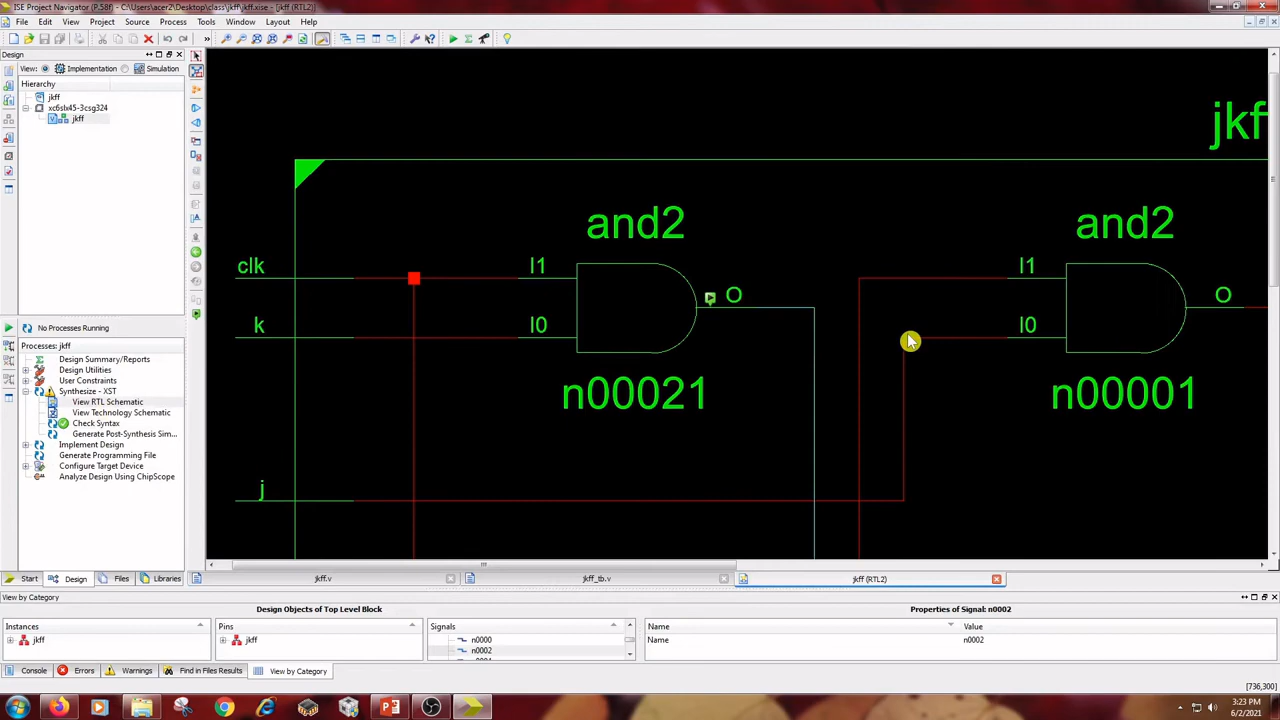 ISE Project Navigator (P.58f) - C:\Users\acer2\Desktop\class\jkff\jkff.xise - [jkff (RTL2)]
File Edit View Project Source Process Tools Window Layout Help
Design
View: Implementation Simulation
Hierarchy
jkff
xc6slx45-3csg324
jkff
No Processes Running
Processes: jkff
Design Summary/Reports
Design Utilities
User Constraints
Synthesize - XST
View RTL Schematic
View Technology Schematic
Check Syntax
Generate Post-Synthesis Sim...
Implement Design
Generate Programming File
Configure Target Device
Analyze Design Using ChipScope
Start Design Files Libraries
jkff
and2 and2
clk I1 O I1 O
k I0 I0
n00021 n00001
j
jkff.v jkff_tb.v jkff (RTL2)
View by Category
Design Objects of Top Level Block Properties of Signal: n0002
Instances Pins Signals Name Value
jkff jkff n0000 Name n0002
n0002
Console Errors Warnings Find in Files Results View by Category
[736,300]
3:23 PM
6/2/2021